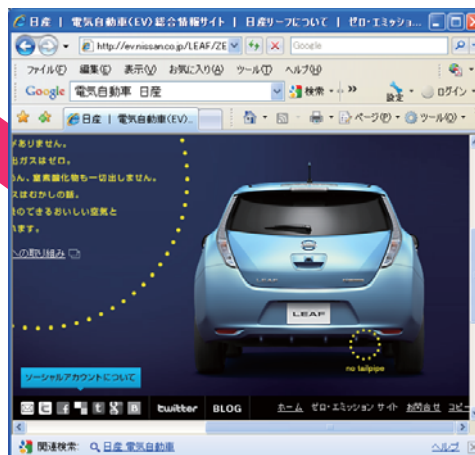 日産 | 電気自動車(EV)総合情報サイト | 日産リーフについて | ゼロ・エミッショ...
http://ev.nissan.co.jp/LEAF/ZE
Google
ファイル(F) 編集(E) 表示(V) お気に入り(A) ツール(T) ヘルプ(H)
Google 電気自動車 日産 検索 設定 ログイン
日産 | 電気自動車(EV)... ページ(P) ツール(O)
がありません。
出ガスはゼロ。
ん、窒素酸化物も一切出しません。
スはむかしの話。
のできるおいしい空気と
ます。
への取り組み
LEAF
LEAF
no tailpipe
ソーシャルアカウントについて
twitter BLOG ホーム ゼロ・エミッション サイト お問合せ コピー
関連検索: 日産 電気自動車 ヘルプ